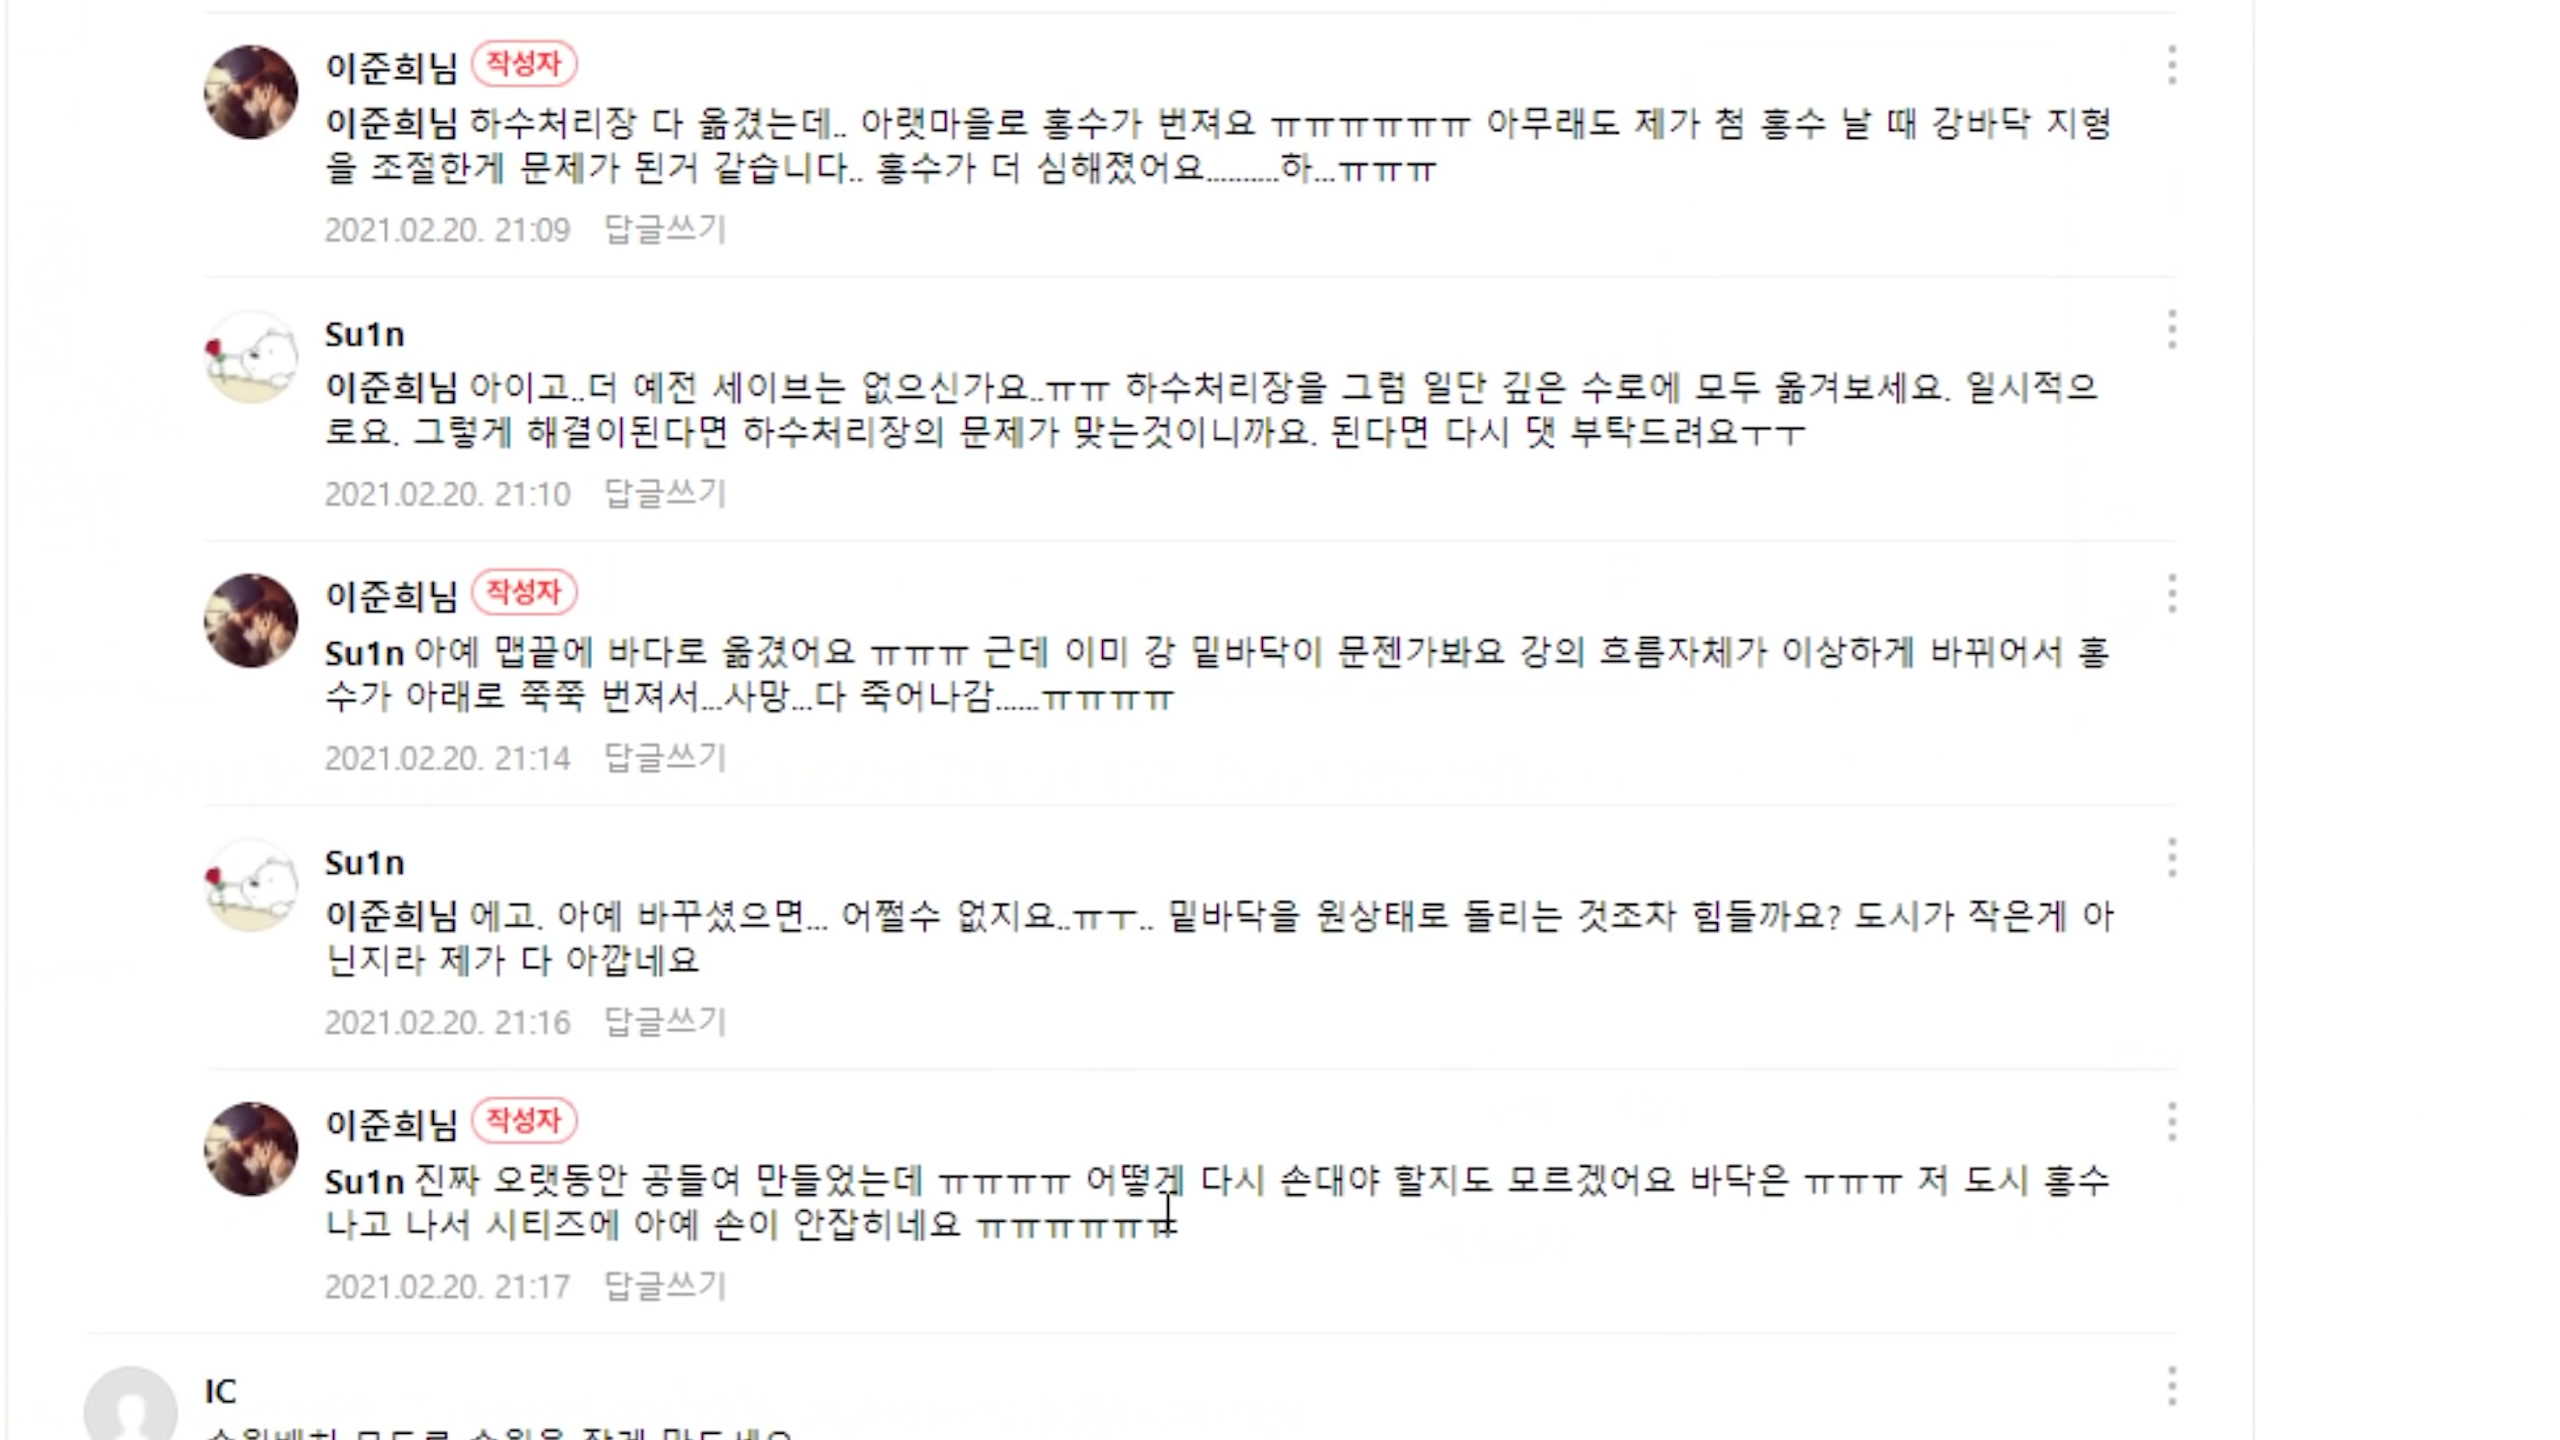 이준희님 작성자
이준희님 하수처리장 다 옮겼는데.. 아랫마을로 홍수가 번져요 ㅠㅠㅠㅠㅠㅠ 아무래도 제가 첨 홍수 날 때 강바닥 지형
을 조절한게 문제가 된거 같습니다.. 홍수가 더 심해졌어요..........하...ㅠㅠㅠ
2021.02.20. 21:09 답글쓰기
Su1n
이준희님 아이고..더 예전 세이브는 없으신가요..ㅠㅠ 하수처리장을 그럼 일단 깊은 수로에 모두 옮겨보세요. 일시적으
로요. 그렇게 해결이된다면 하수처리장의 문제가 맞는것이니까요. 된다면 다시 댓 부탁드려요ㅜㅜ
2021.02.20. 21:10 답글쓰기
이준희님 작성자
Su1n 아예 맵끝에 바다로 옮겼어요 ㅠㅠㅠ 근데 이미 강 밑바닥이 문젠가봐요 강의 흐름자체가 이상하게 바뀌어서 홍
수가 아래로 쭉쭉 번져서...사망...다 죽어나감......ㅠㅠㅠㅠ
2021.02.20. 21:14 답글쓰기
Su1n
이준희님 에고. 아예 바꾸셨으면... 어쩔수 없지요..ㅠㅜ.. 밑바닥을 원상태로 돌리는 것조차 힘들까요? 도시가 작은게 아
닌지라 제가 다 아깝네요
2021.02.20. 21:16 답글쓰기
이준희님 작성자
Su1n 진짜 오랫동안 공들여 만들었는데 ㅠㅠㅠㅠ 어떻게 다시 손대야 할지도 모르겠어요 바닥은 ㅠㅠㅠ 저 도시 홍수
나고 나서 시티즈에 아예 손이 안잡히네요 ㅠㅠㅠㅠㅠㅠ
2021.02.20. 21:17 답글쓰기
IC